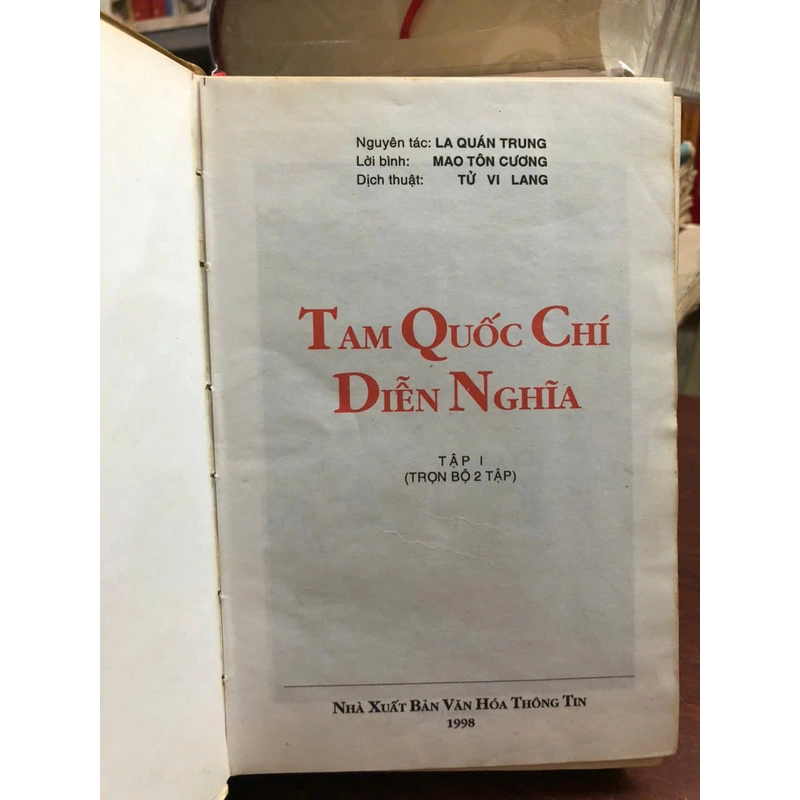 Nguyên tác: LA QUÁN TRUNG
Lời bình: MAO TÔN CƯƠNG
Dịch thuật: TỬ VI LANG
TAM QUỐC CHÍ
DIỄN NGHĨA
TẬP I
(TRỌN BỘ 2 TẬP)
NHÀ XUẤT BẢN VĂN HÓA THÔNG TIN
1998